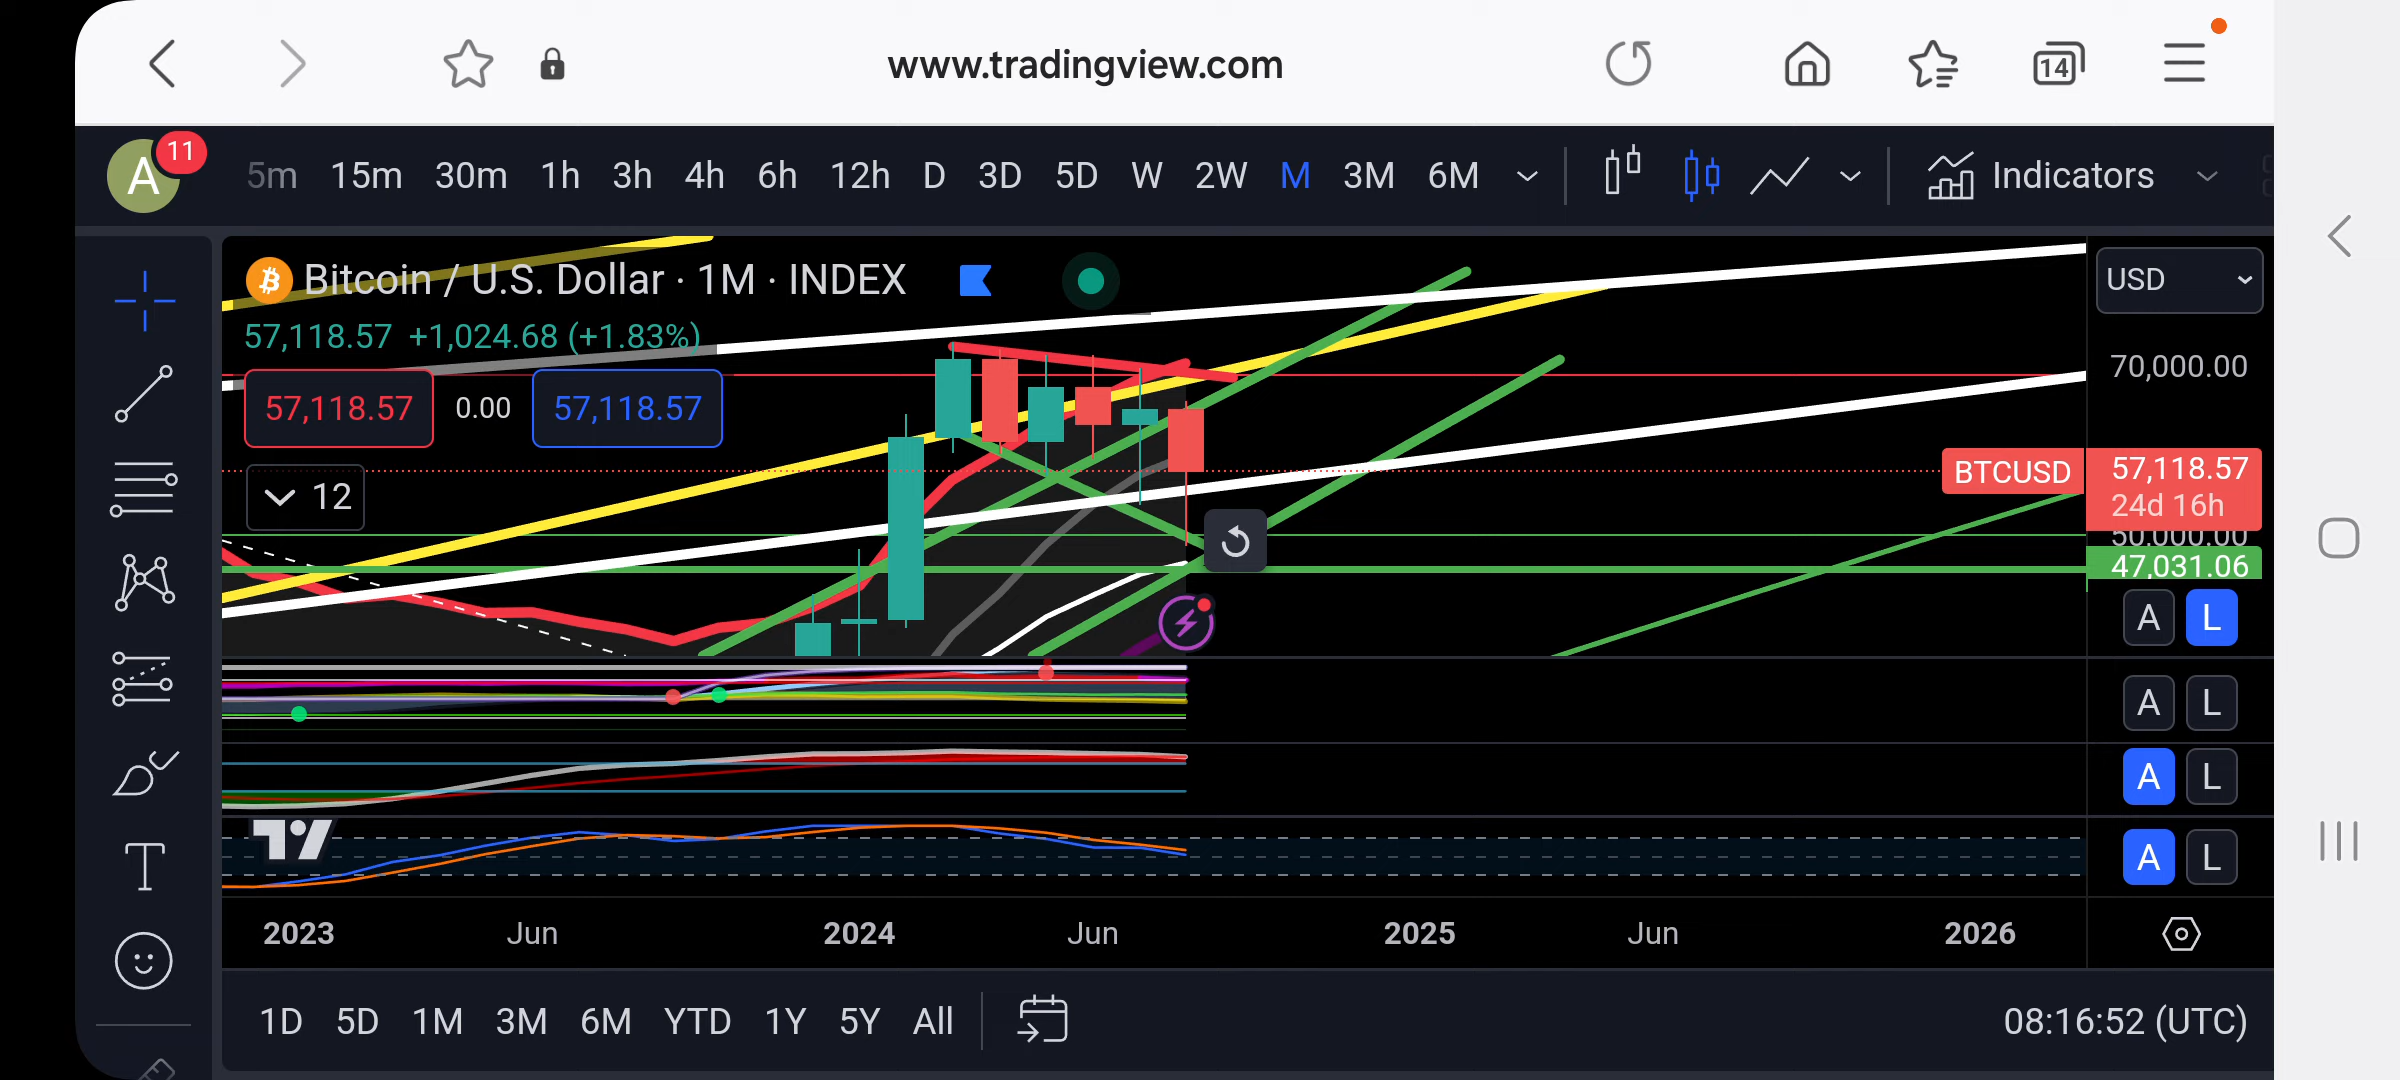 www.tradingview.com
14
A
11
5m 15m 30m 1h 3h 4h 6h 12h D 3D 5D W 2W M 3M 6M
Indicators
Bitcoin / U.S. Dollar · 1M · INDEX
57,118.57 +1,024.68 (+1.83%)
57,118.57 0.00 57,118.57
12
USD
70,000.00
BTCUSD 57,118.57
24d 16h
50,000.00
47,031.06
A L
A L
A L
A L
2023 Jun 2024 Jun 2025 Jun 2026
1D 5D 1M 3M 6M YTD 1Y 5Y All
08:16:52 (UTC)